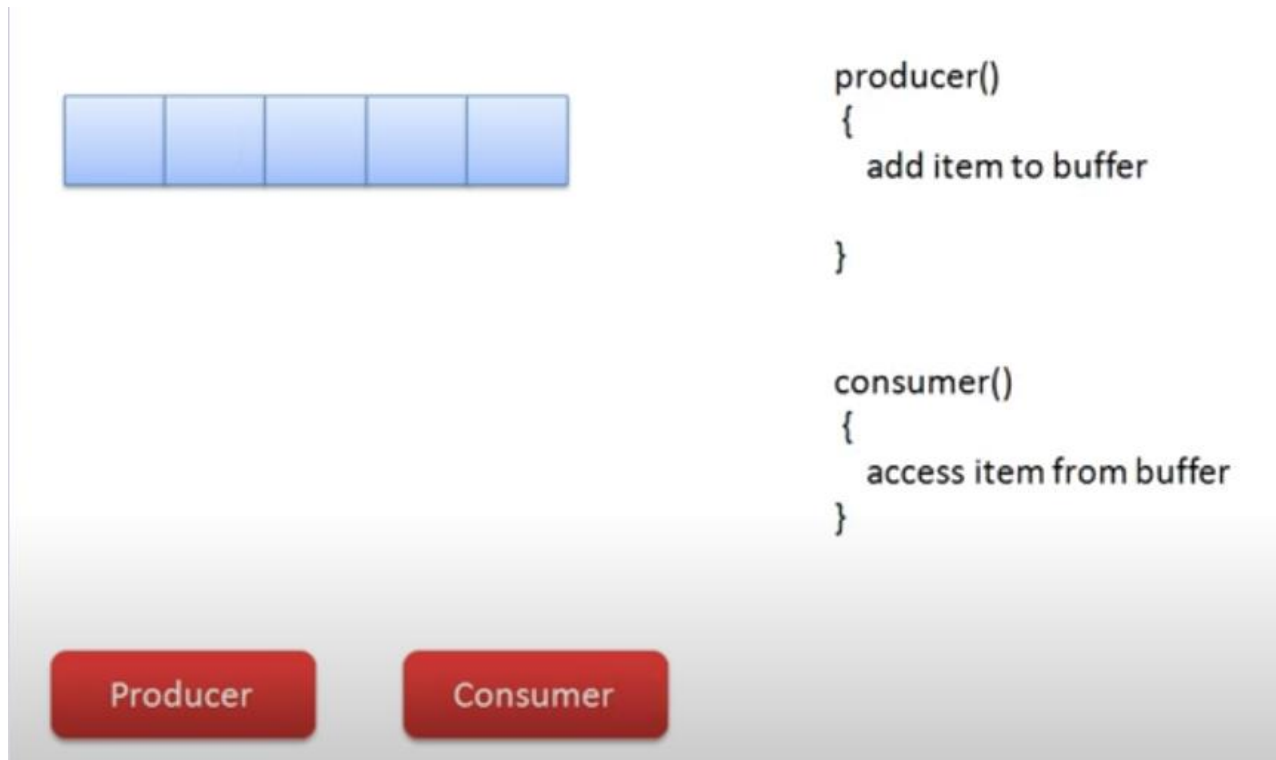 producer()
{
add item to buffer
}
consumer()
{
access item from buffer
}
Producer
Consumer